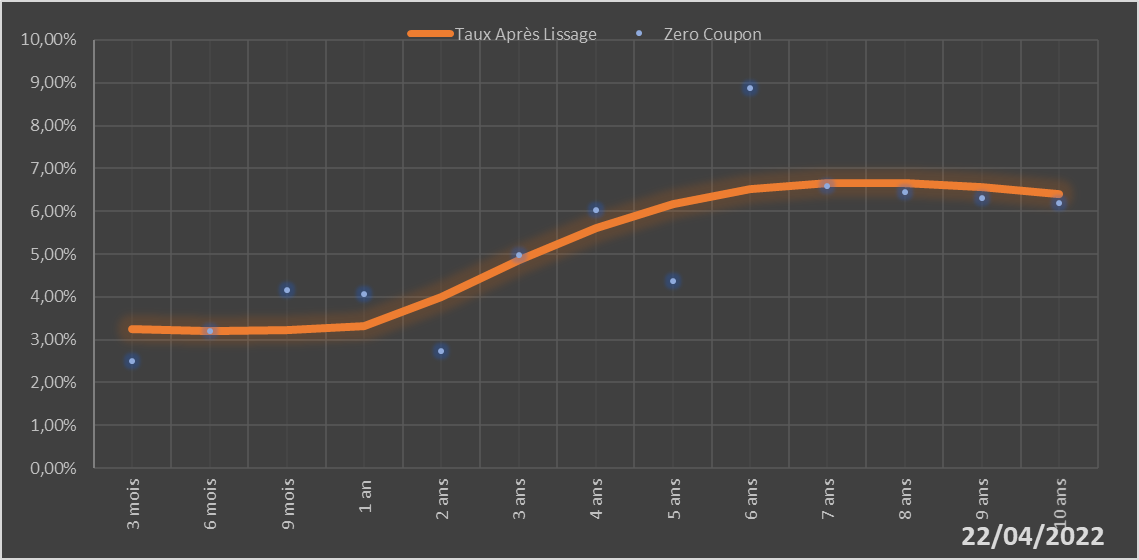 Taux Après Lissage Zero Coupon
10,00%
9,00%
8,00%
7,00%
6,00%
5,00%
4,00%
3,00%
2,00%
1,00%
0,00%
3 mois
6 mois
9 mois
1 an
2 ans
3 ans
4 ans
5 ans
6 ans
7 ans
8 ans
9 ans
10 ans
22/04/2022